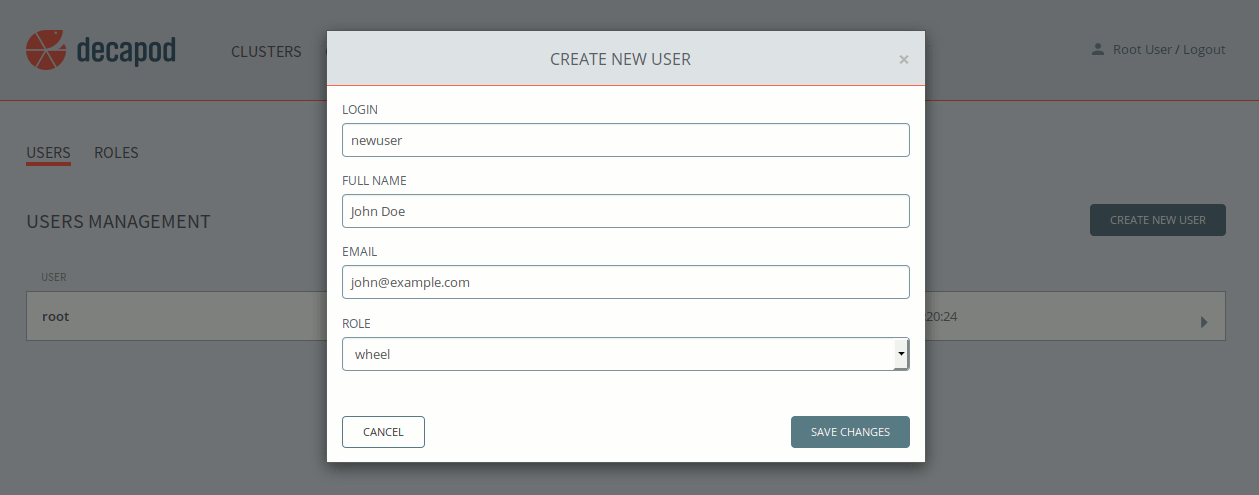 decapod
CLUSTERS
Root User / Logout
CREATE NEW USER
×
LOGIN
newuser
FULL NAME
John Doe
EMAIL
john@example.com
ROLE
wheel
CANCEL
SAVE CHANGES
USERS
ROLES
USERS MANAGEMENT
CREATE NEW USER
USER
root
20:24